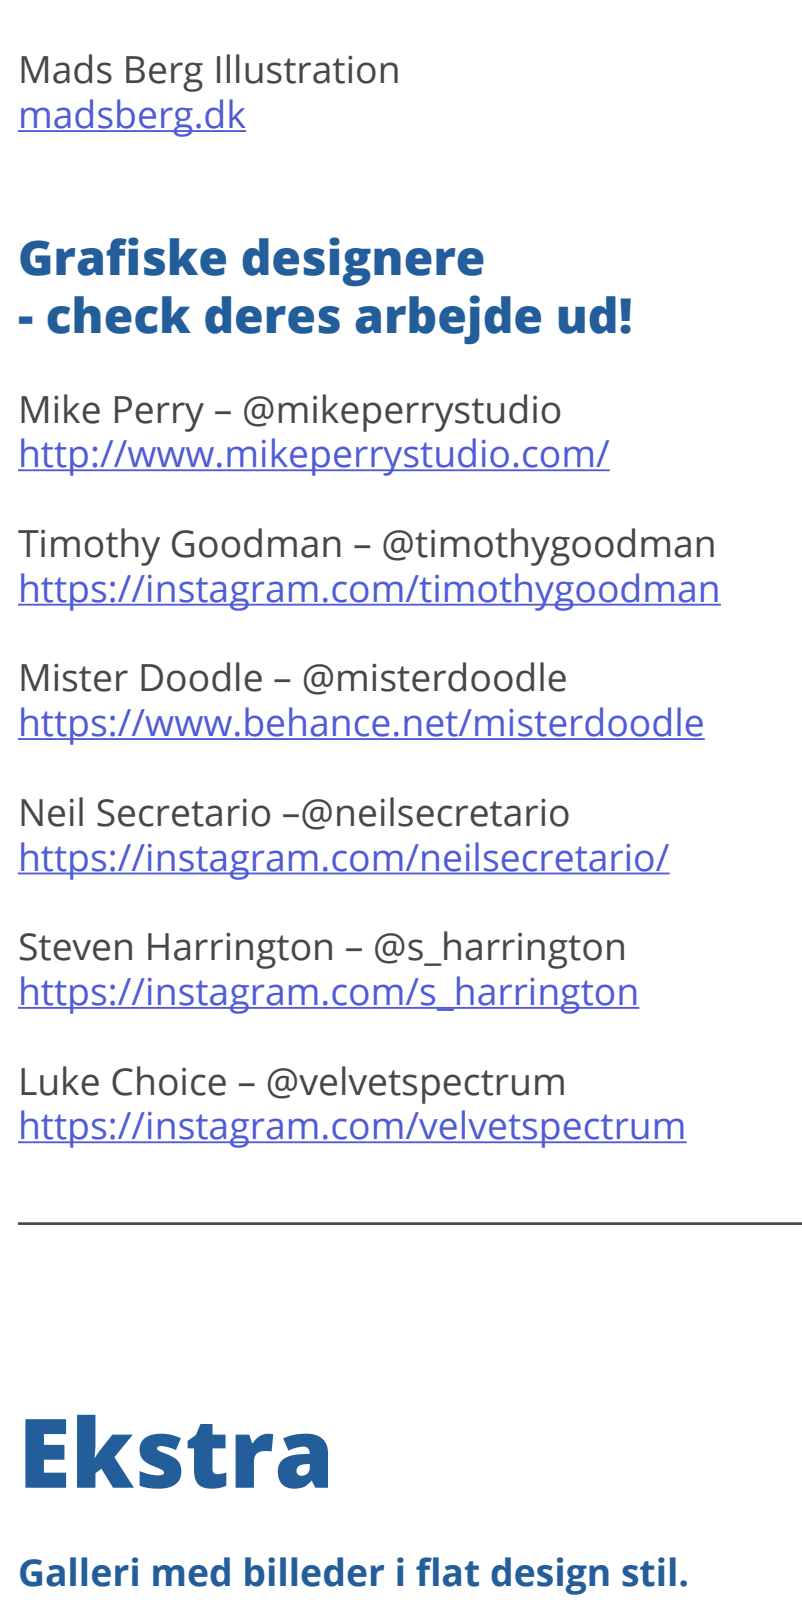 Mads Berg Illustration
madsberg.dk
Grafiske designere
- check deres arbejde ud!
Mike Perry – @mikeperrystudio
http://www.mikeperrystudio.com/
Timothy Goodman – @timothygoodman
https://instagram.com/timothygoodman
Mister Doodle – @misterdoodle
https://www.behance.net/misterdoodle
Neil Secretario –@neilsecretario
https://instagram.com/neilsecretario/
Steven Harrington – @s_harrington
https://instagram.com/s_harrington
Luke Choice – @velvetspectrum
https://instagram.com/velvetspectrum
Ekstra
Galleri med billeder i flat design stil.